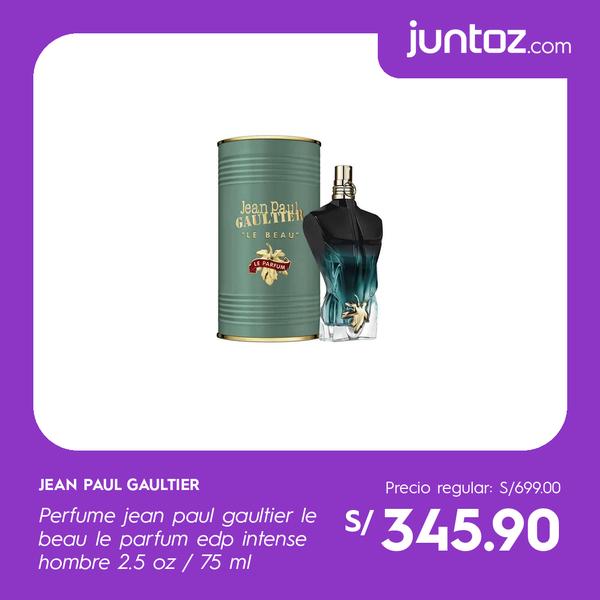 juntoz.com
Jean Paul
GAULTIER
"LE BEAU"
LE PARFUM
JEAN PAUL GAULTIER
Perfume jean paul gaultier le
beau le parfum edp intense
hombre 2.5 oz / 75 ml
Precio regular: S/699.00
S/ 345.90